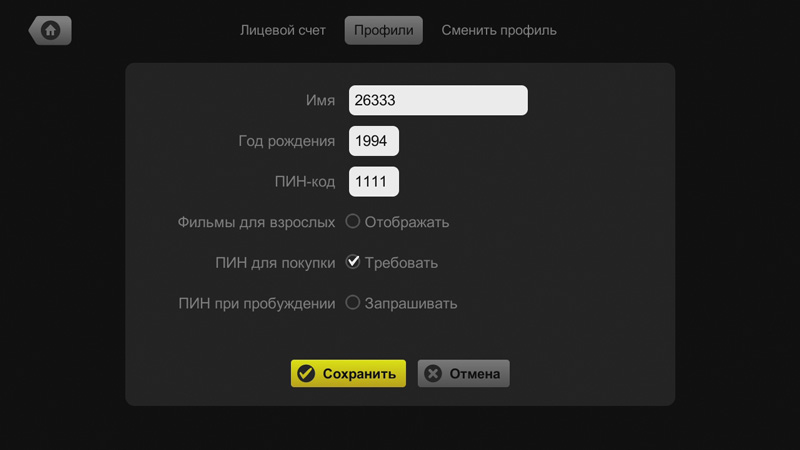 Лицевой счет Профили Сменить профиль
Имя 26333
Год рождения 1994
ПИН-код 1111
Фильмы для взрослых Отображать
ПИН для покупки Требовать
ПИН при пробуждении Запрашивать
Сохранить Отмена